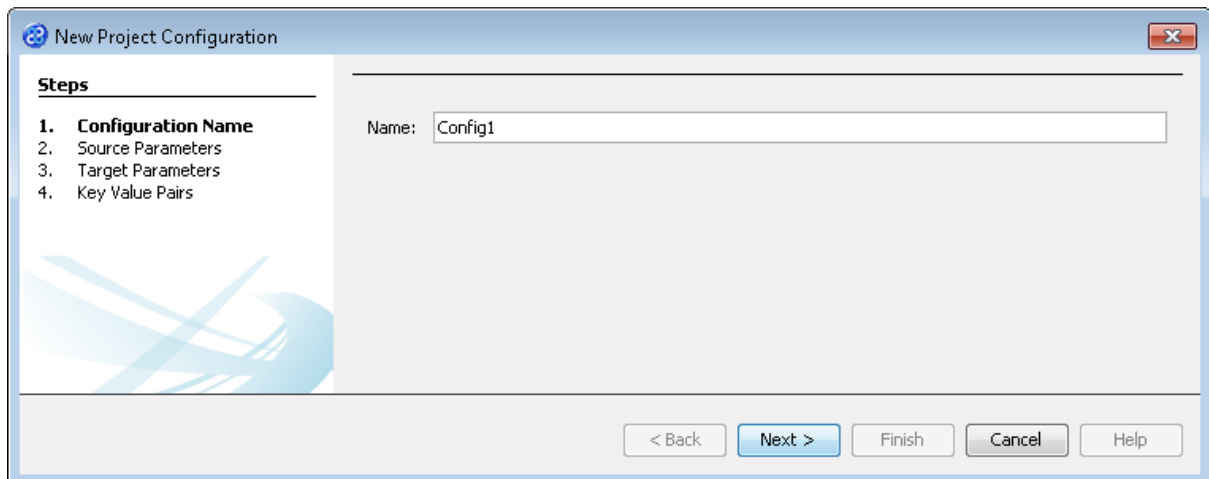 New Project Configuration
Steps
1. Configuration Name
2. Source Parameters
3. Target Parameters
4. Key Value Pairs
Name: Config1
< Back Next > Finish Cancel Help